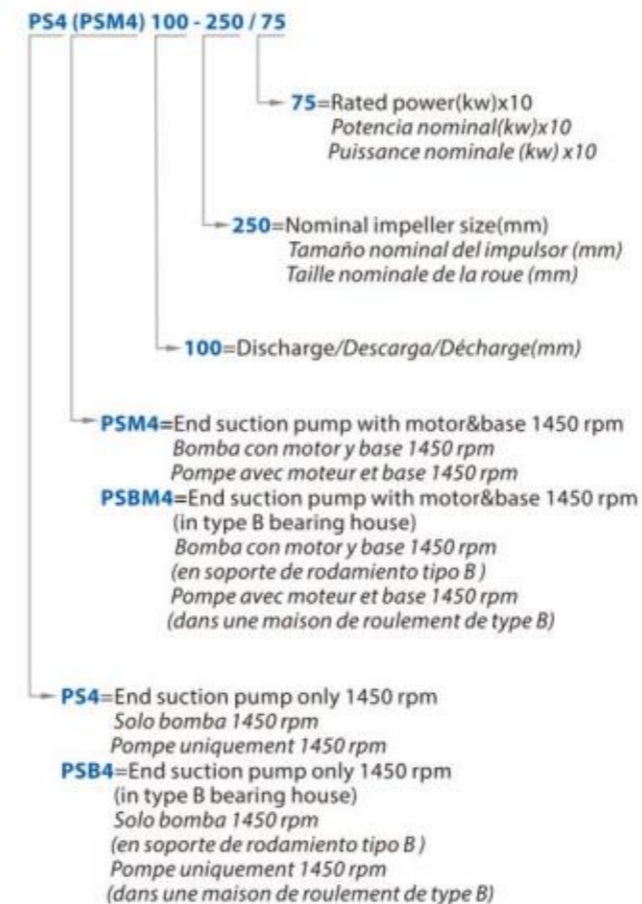 PS4 (PSM4) 100 - 250 / 75
75=Rated power(kw)x10
Potencia nominal(kw)x10
Puissance nominale (kw) x10
250=Nominal impeller size(mm)
Tamaño nominal del impulsor (mm)
Taille nominale de la roue (mm)
100=Discharge/Descarga/Décharge(mm)
PSM4=End suction pump with motor&base 1450 rpm
Bomba con motor y base 1450 rpm
Pompe avec moteur et base 1450 rpm
PSBM4=End suction pump with motor&base 1450 rpm
(in type B bearing house)
Bomba con motor y base 1450 rpm
(en soporte de rodamiento tipo B )
Pompe avec moteur et base 1450 rpm
(dans une maison de roulement de type B)
PS4=End suction pump only 1450 rpm
Solo bomba 1450 rpm
Pompe uniquement 1450 rpm
PSB4=End suction pump only 1450 rpm
(in type B bearing house)
Solo bomba 1450 rpm
(en soporte de rodamiento tipo B )
Pompe uniquement 1450 rpm
(dans une maison de roulement de type B)